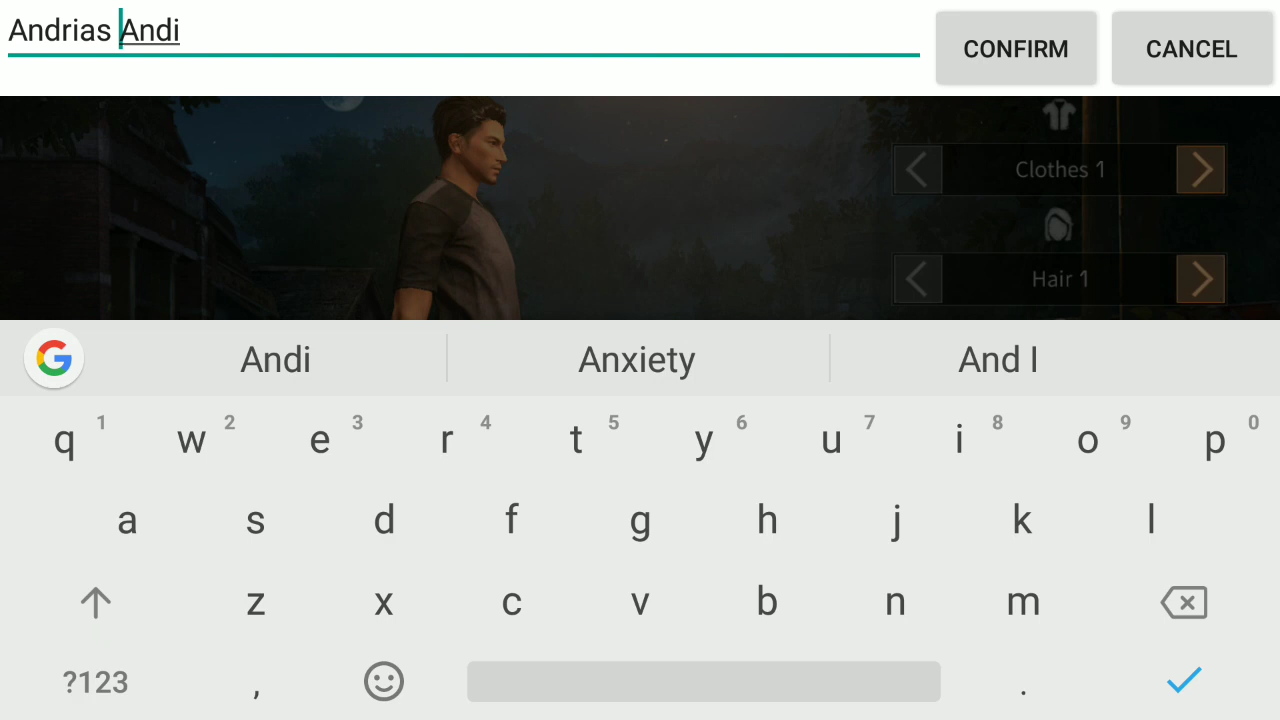 Andrias Andi
CONFIRM
CANCEL
Clothes 1
Hair 1
G
Andi
Anxiety
And I
q 1 w 2 e 3 r 4 t 5 y 6 u 7 i 8 o 9 p 0
a s d f g h j k l
z x c v b n m
?123 , .